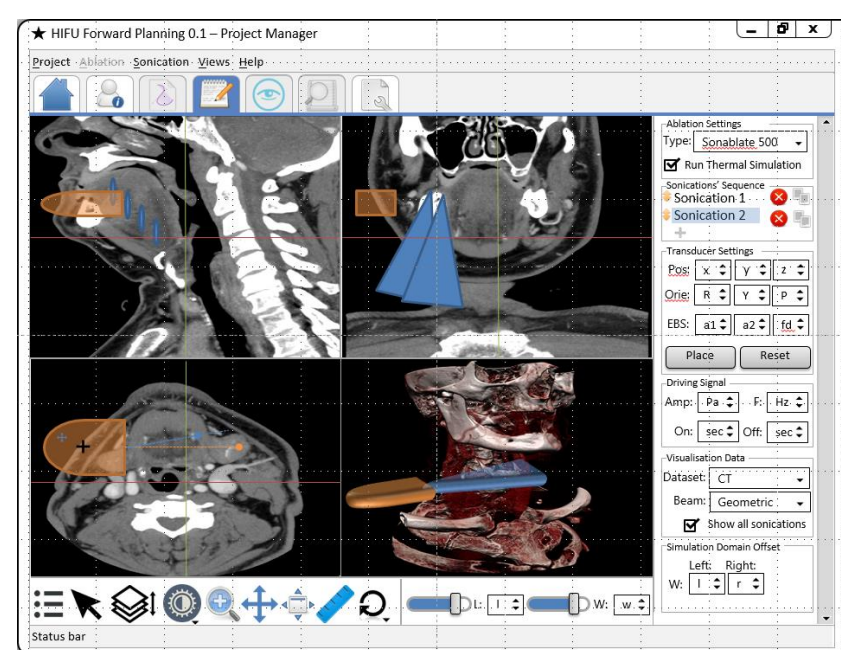 ★ HIFU Forward Planning 0.1 – Project Manager
Project Ablation Sonication Views Help
Ablation Settings
Type: Sonablate 500
Run Thermal Simulation
Sonications' Sequence
Sonication 1
Sonication 2
Transducer Settings
Pos: x y z
Orie: R Y P
EBS: a1 a2 fd
Place Reset
Driving Signal
Amp: Pa F: Hz
On: sec Off: sec
Visualisation Data
Dataset: CT
Beam: Geometric
Show all sonications
Simulation Domain Offset
Left: Right:
W: l r
L: l W: w
Status bar